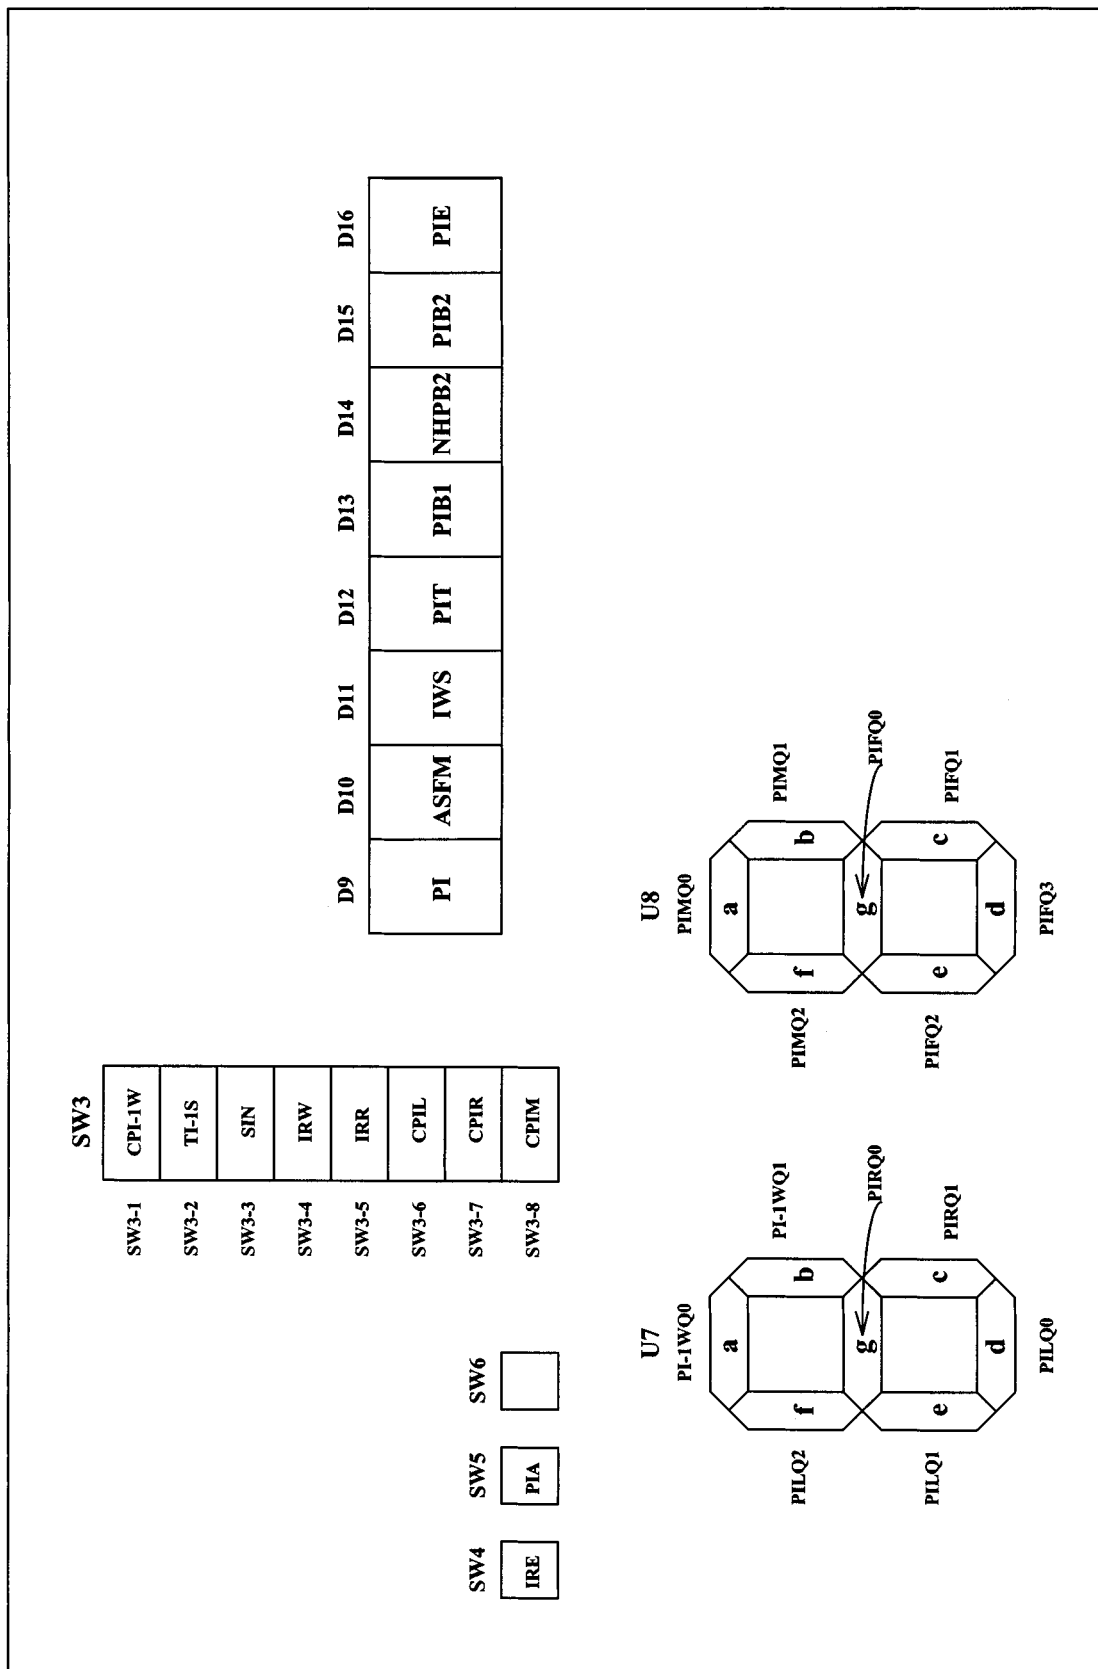 D9 D10 D11 D12 D13 D14 D15 D16
PI ASFM IWS PIT PIB1 NHPB2 PIB2 PIE
SW3
SW3-1 CPI-1W
SW3-2 TI-1S
SW3-3 SIN
SW3-4 IRW
SW3-5 IRR
SW3-6 CPIL
SW3-7 CPIR
SW3-8 CPIM
SW4 SW5 SW6
IRE PIA
U7
PI-1WQ0
a
PILQ2 f b PI-1WQ1
g PIRQ0
PILQ1 e c PIRQ1
d
PILQ0
U8
PIMQ0
a
PIMQ2 f b PIMQ1
g PIFQ0
PIFQ2 e c PIFQ1
d
PIFQ3